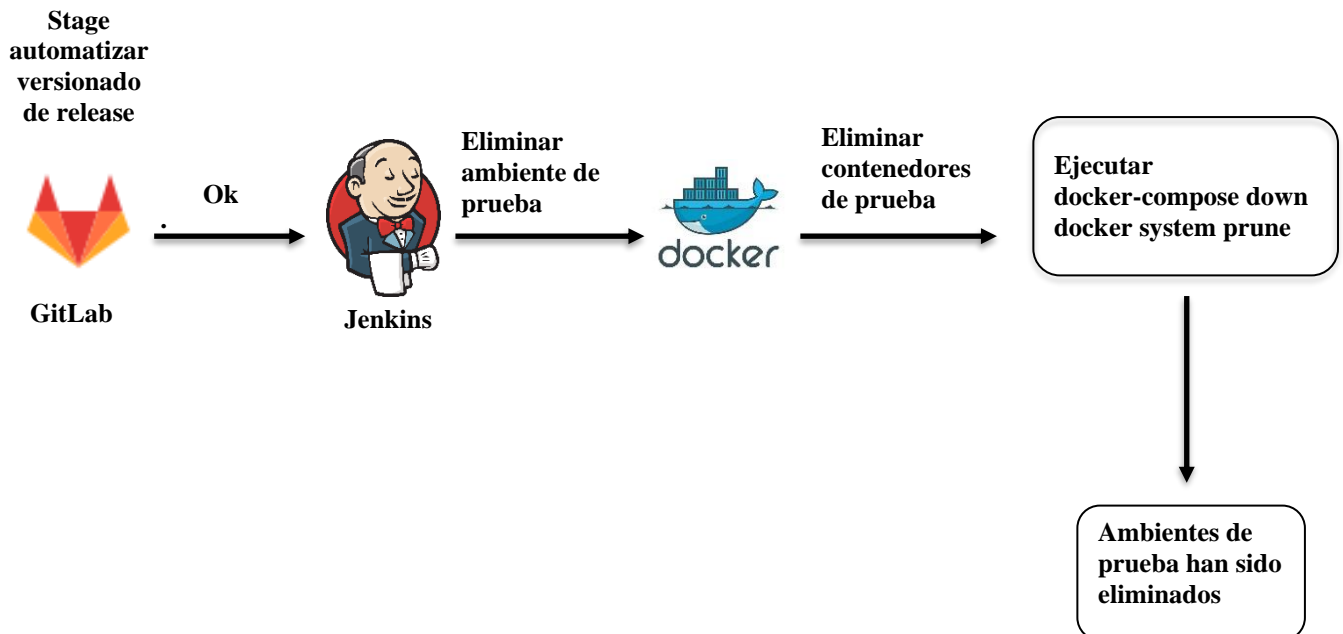 Stage
automatizar
versionado
de release
GitLab
Ok
.
Jenkins
Eliminar
ambiente de
prueba
docker
Eliminar
contenedores
de prueba
Ejecutar
docker-compose down
docker system prune
Ambientes de
prueba han sido
eliminados